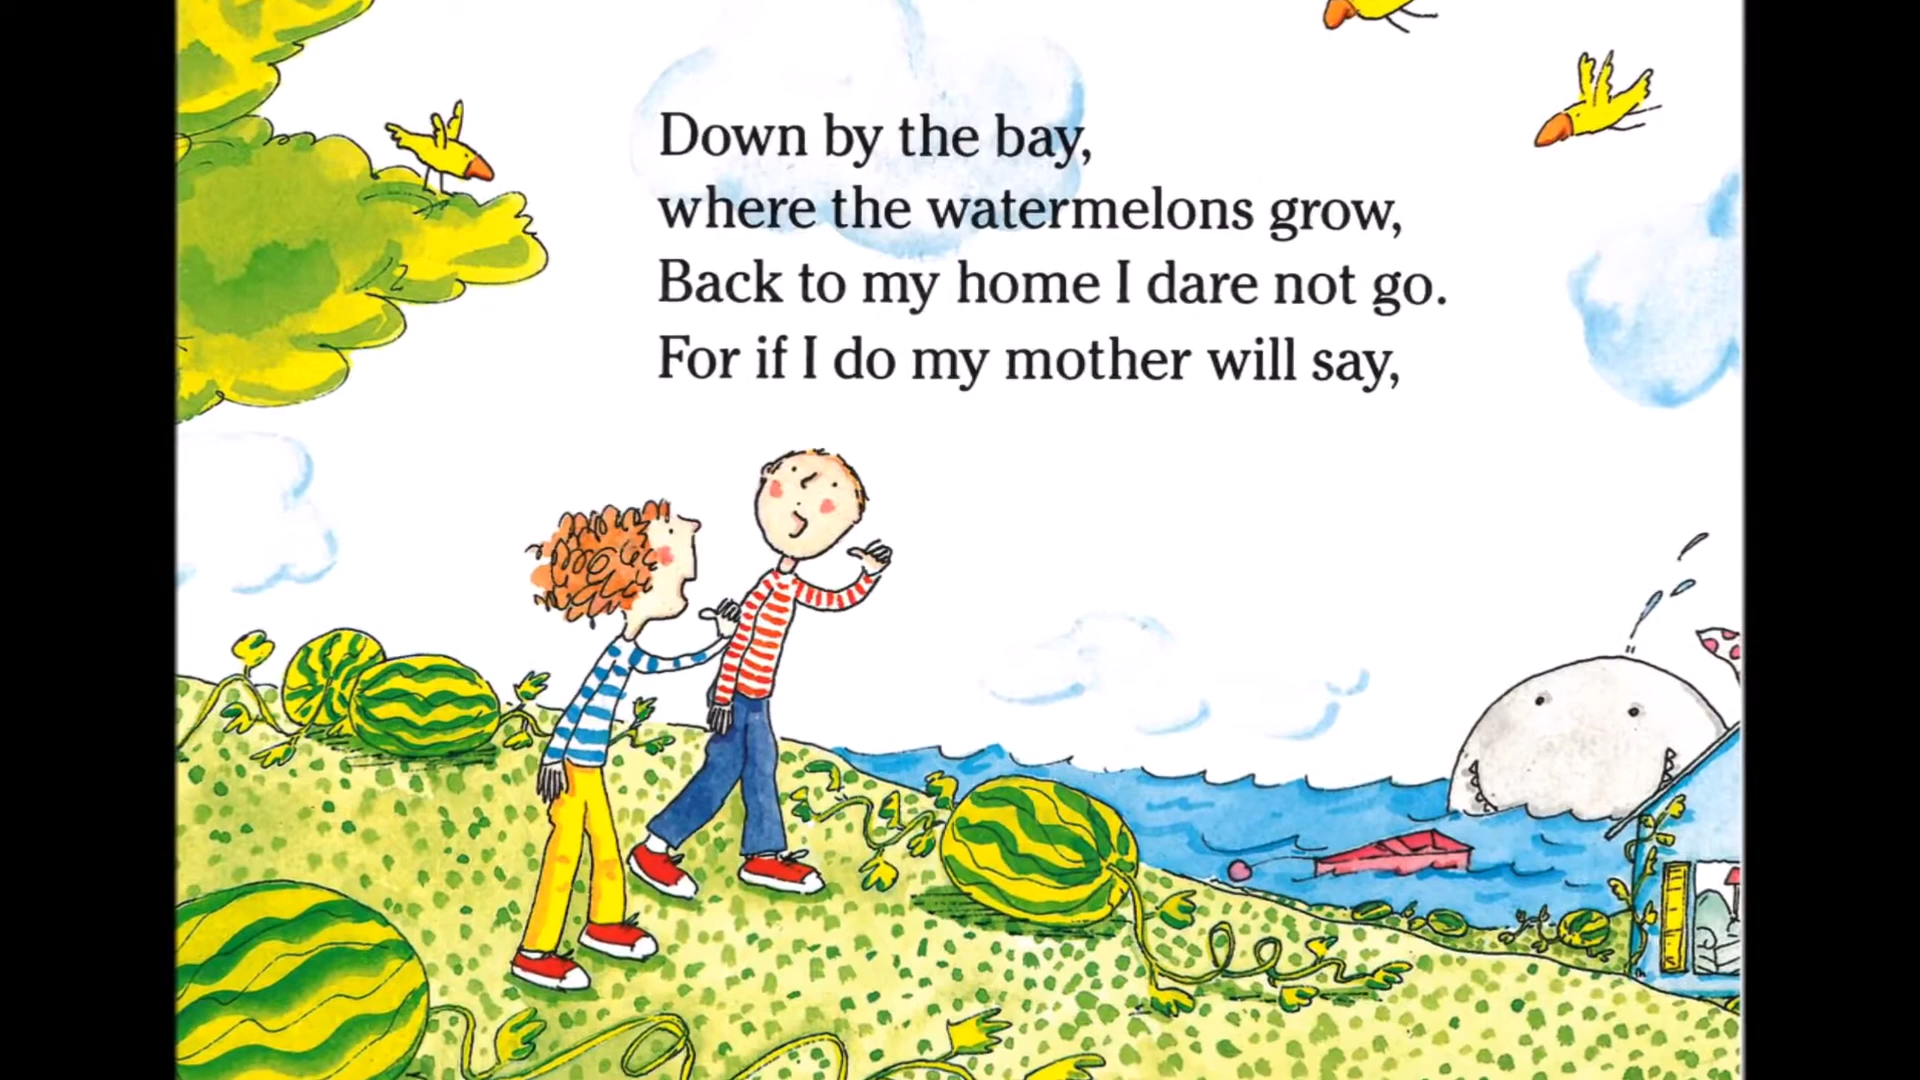 Down by the bay,
where the watermelons grow,
Back to my home I dare not go.
For if I do my mother will say,